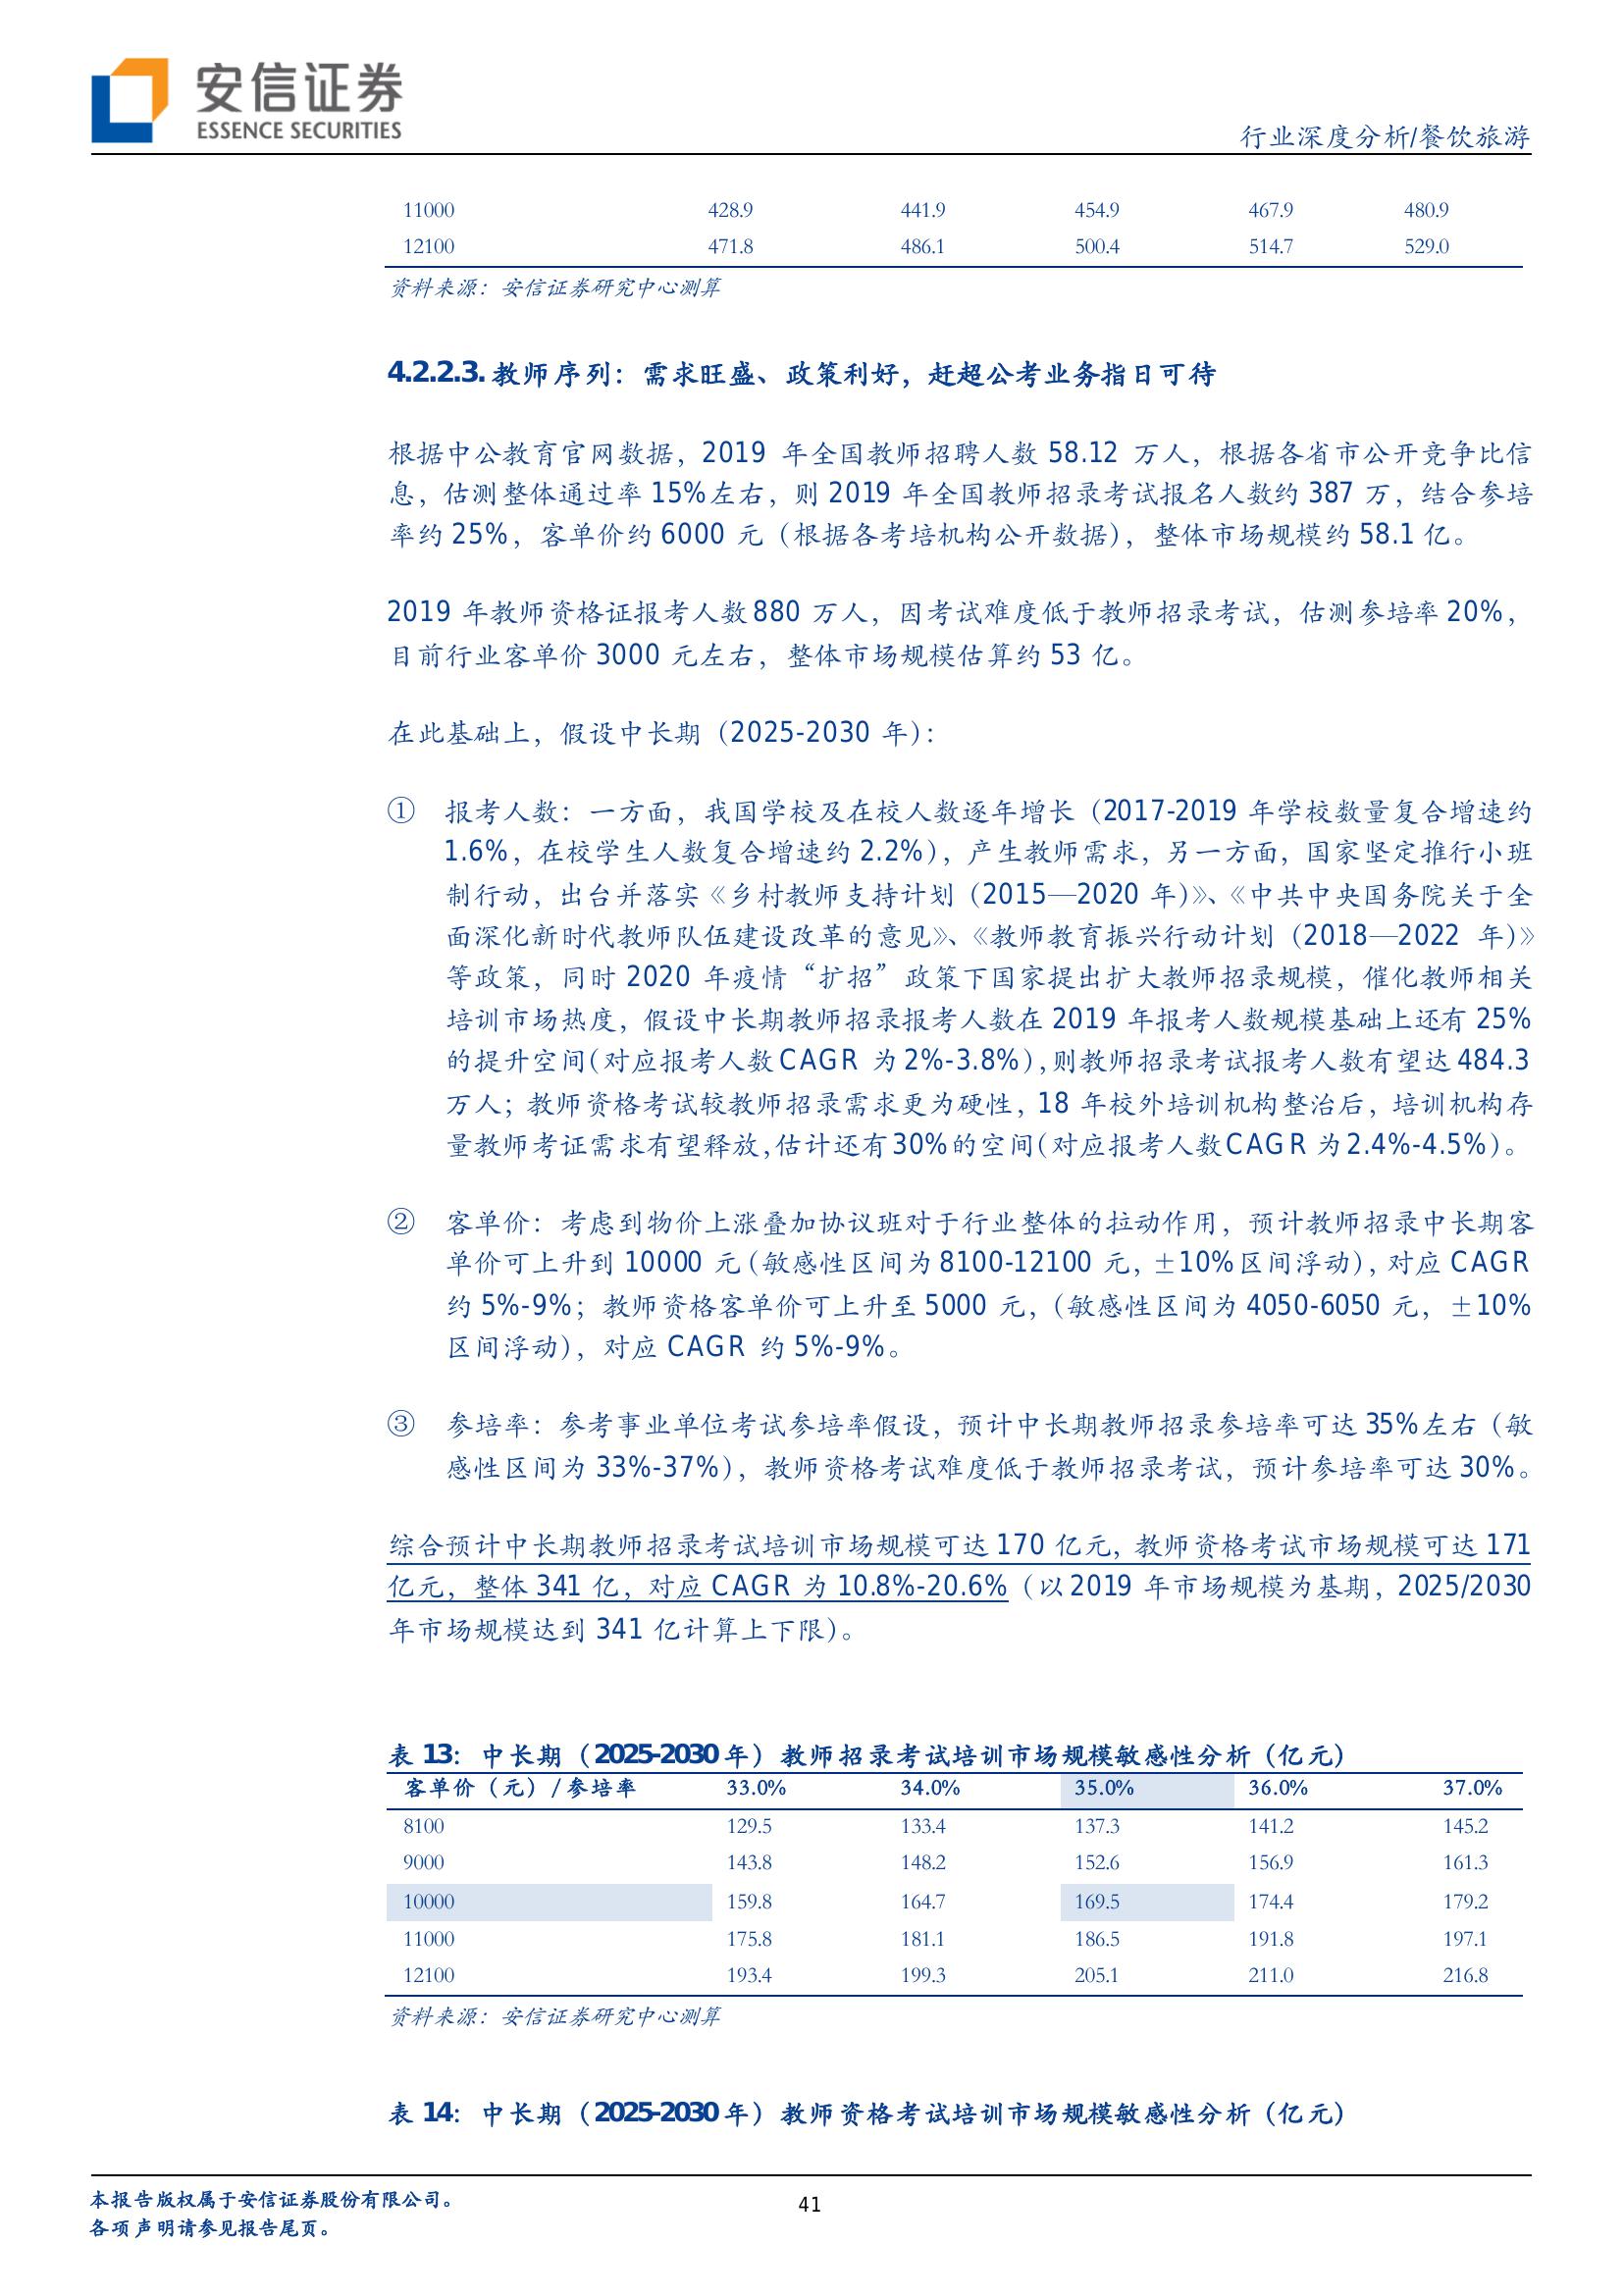 安信证券
ESSENCE SECURITIES
行业深度分析/餐饮旅游
11000 428.9 441.9 454.9 467.9 480.9
12100 471.8 486.1 500.4 514.7 529.0
资料来源：安信证券研究中心测算
4.2.2.3. 教师序列：需求旺盛、政策利好，赶超公考业务指日可待
根据中公教育官网数据，2019 年全国教师招聘人数 58.12 万人，根据各省市公开竞争比信
息，估测整体通过率 15%左右，则 2019 年全国教师招录考试报名人数约 387 万，结合参培
率约 25%，客单价约 6000 元（根据各考培机构公开数据），整体市场规模约 58.1 亿。
2019 年教师资格证报考人数 880 万人，因考试难度低于教师招录考试，估测参培率 20%，
目前行业客单价 3000 元左右，整体市场规模估算约 53 亿。
在此基础上，假设中长期（2025-2030 年）：
① 报考人数：一方面，我国学校及在校人数逐年增长（2017-2019 年学校数量复合增速约
1.6%，在校学生人数复合增速约 2.2%），产生教师需求，另一方面，国家坚定推行小班
制行动，出台并落实《乡村教师支持计划（2015—2020 年）》、《中共中央国务院关于全
面深化新时代教师队伍建设改革的意见》、《教师教育振兴行动计划（2018—2022 年）》
等政策，同时 2020 年疫情“扩招”政策下国家提出扩大教师招录规模，催化教师相关
培训市场热度，假设中长期教师招录报考人数在 2019 年报考人数规模基础上还有 25%
的提升空间（对应报考人数 CAGR 为 2%-3.8%），则教师招录考试报考人数有望达 484.3
万人；教师资格考试较教师招录需求更为硬性，18 年校外培训机构整治后，培训机构存
量教师考证需求有望释放，估计还有 30%的空间（对应报考人数 CAGR 为 2.4%-4.5%）。
② 客单价：考虑到物价上涨叠加协议班对于行业整体的拉动作用，预计教师招录中长期客
单价可上升到 10000 元（敏感性区间为 8100-12100 元，±10%区间浮动），对应 CAGR
约 5%-9%；教师资格客单价可上升至 5000 元，（敏感性区间为 4050-6050 元，±10%
区间浮动），对应 CAGR 约 5%-9%。
③ 参培率：参考事业单位考试参培率假设，预计中长期教师招录参培率可达 35%左右（敏
感性区间为 33%-37%），教师资格考试难度低于教师招录考试，预计参培率可达 30%。
综合预计中长期教师招录考试培训市场规模可达 170 亿元，教师资格考试市场规模可达 171
亿元，整体 341 亿，对应 CAGR 为 10.8%-20.6%（以 2019 年市场规模为基期，2025/2030
年市场规模达到 341 亿计算上下限）。
表 13：中长期（2025-2030 年）教师招录考试培训市场规模敏感性分析（亿元）
客单价（元）/参培率 33.0% 34.0% 35.0% 36.0% 37.0%
8100 129.5 133.4 137.3 141.2 145.2
9000 143.8 148.2 152.6 156.9 161.3
10000 159.8 164.7 169.5 174.4 179.2
11000 175.8 181.1 186.5 191.8 197.1
12100 193.4 199.3 205.1 211.0 216.8
资料来源：安信证券研究中心测算
表 14：中长期（2025-2030 年）教师资格考试培训市场规模敏感性分析（亿元）
本报告版权属于安信证券股份有限公司。
41
各项声明请参见报告尾页。